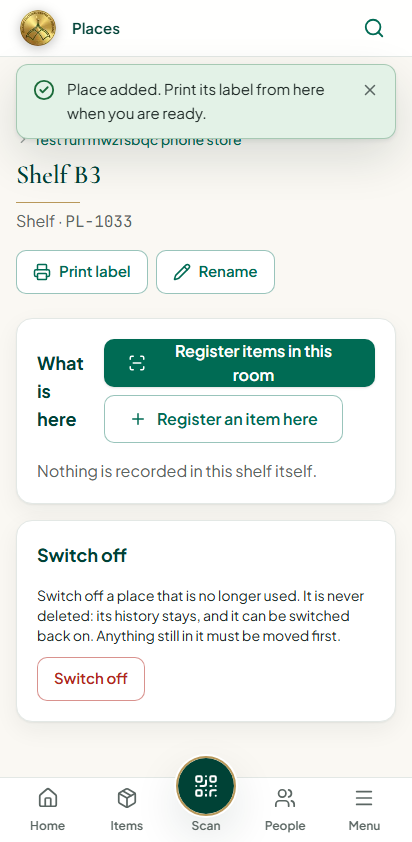 Places
Place added. Print its label from here
when you are ready.
phone store
Shelf B3
Shelf · PL-1033
Print label
Rename
What
is
here
Register items in this
room
Register an item here
Nothing is recorded in this shelf itself.
Switch off
Switch off a place that is no longer used. It is never
deleted: its history stays, and it can be switched
back on. Anything still in it must be moved first.
Switch off
Home
Items
Scan
People
Menu